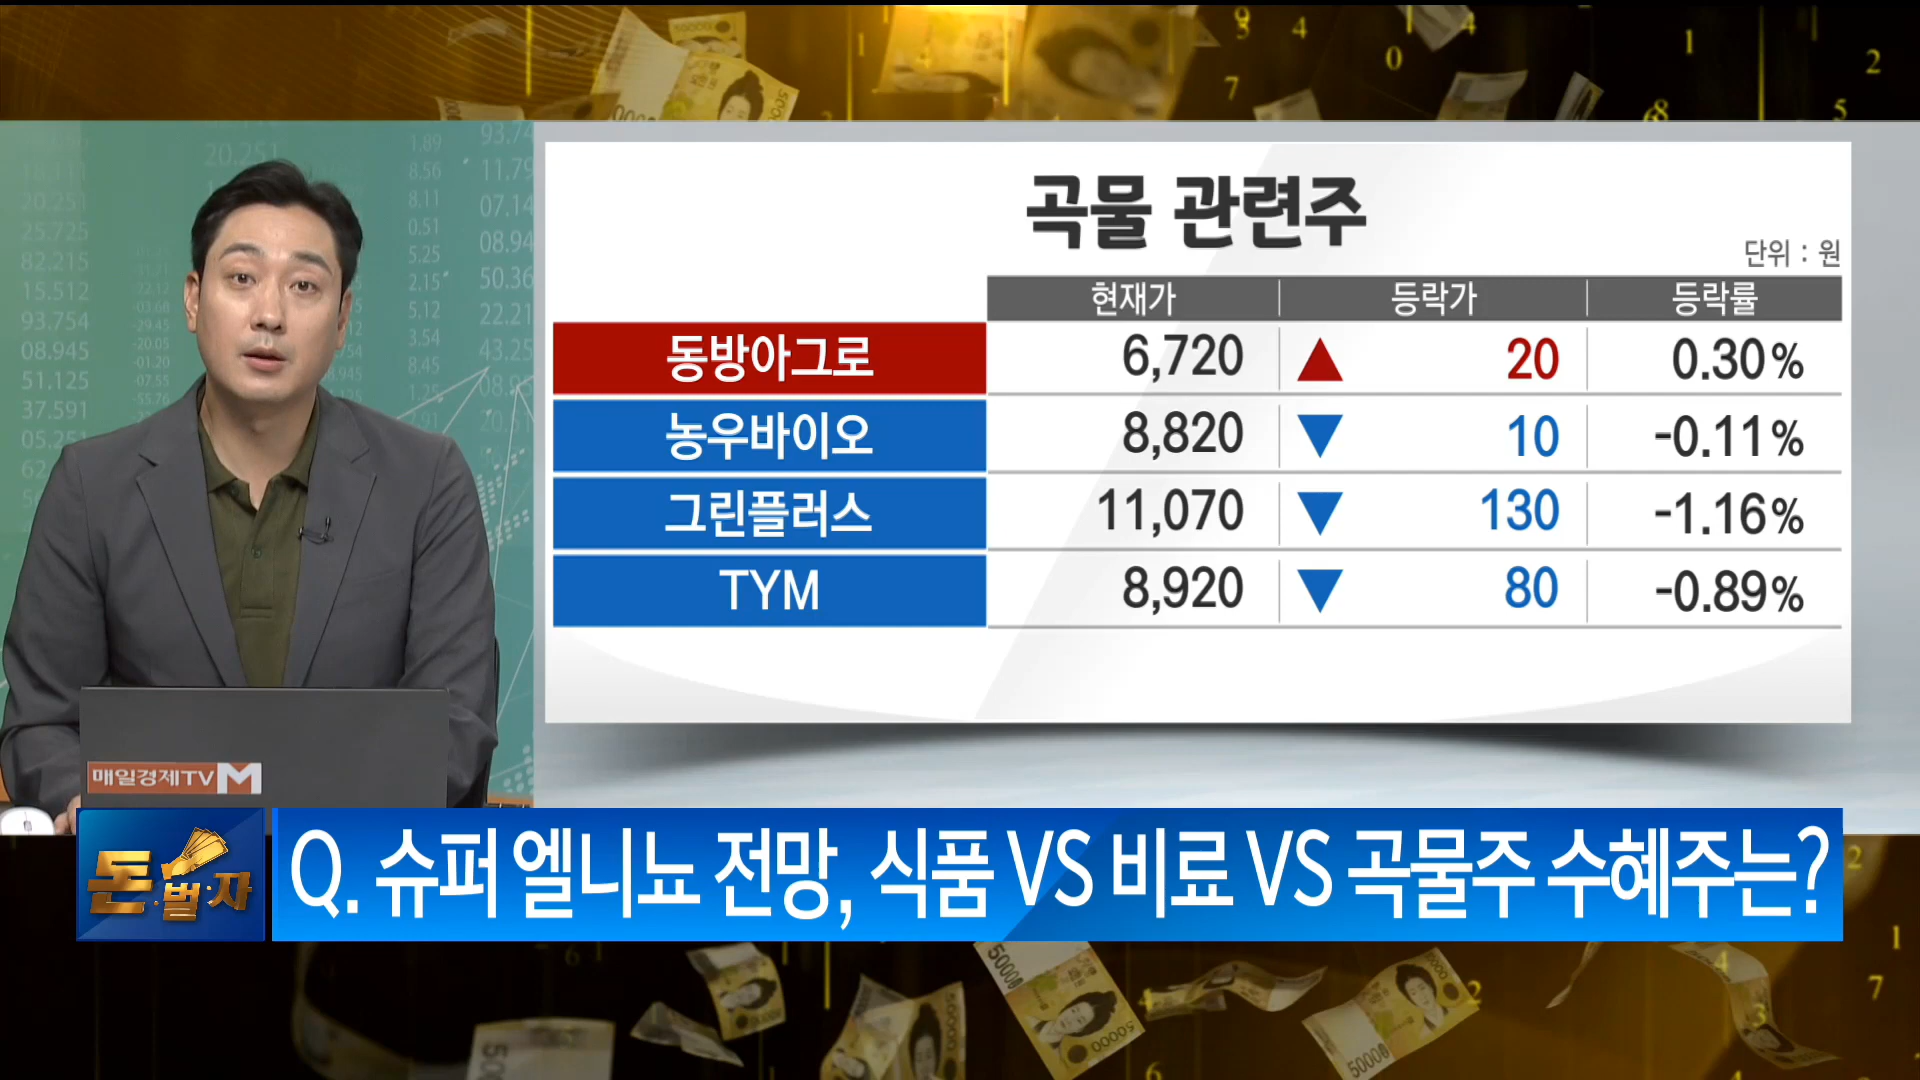 곡물 관련주
단위 : 원
현재가 등락가 등락률
동방아그로 6,720 ▲ 20 0.30%
농우바이오 8,820 ▼ 10 -0.11%
그린플러스 11,070 ▼ 130 -1.16%
TYM 8,920 ▼ 80 -0.89%
매일경제TV M
돈.벌.자
Q. 슈퍼 엘니뇨 전망, 식품 VS 비료 VS 곡물주 수혜주는?